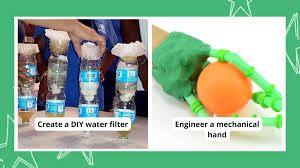 Create a DIY water filter
Engineer a mechanical
hand